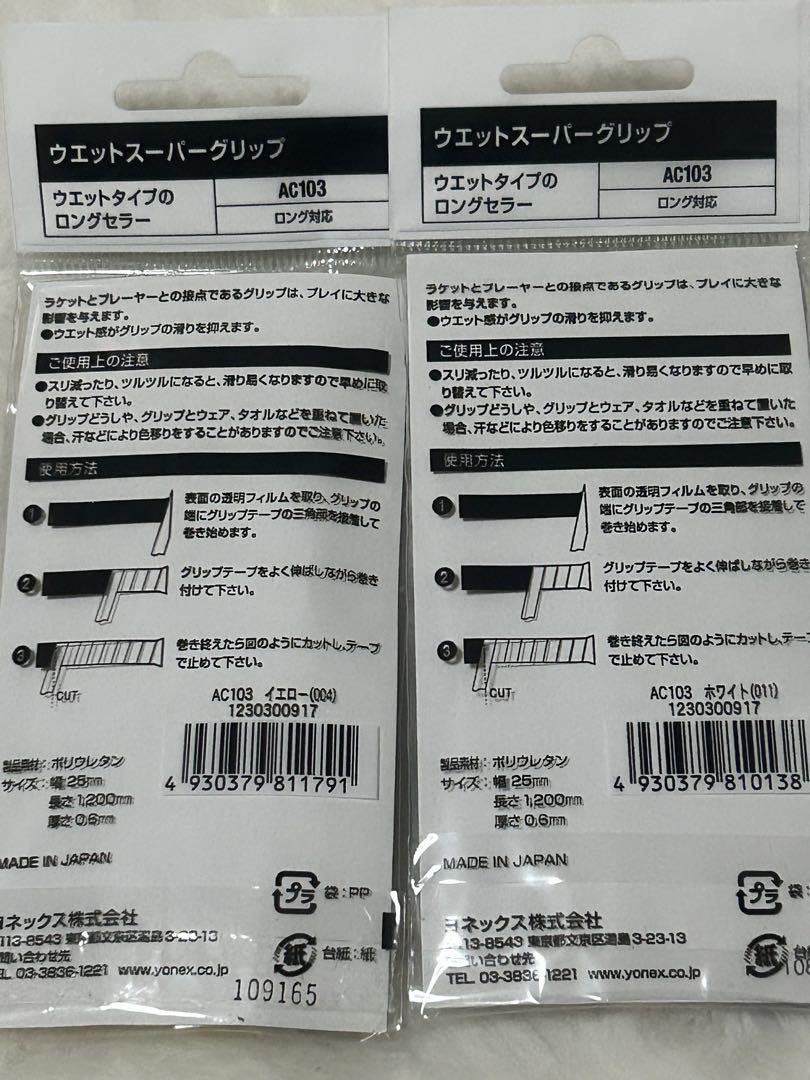 ウエットスーパーグリップ
ウエットタイプの
ロングセラー
AC103
ロング対応
ラケットとプレーヤーとの接点であるグリップは、プレイに大きな
影響を与えます。
●ウエット感がグリップの滑りを抑えます。
ご使用上の注意
●スリ減ったり、ツルツルになると、滑り易くなりますので早めに取
り替えて下さい。
●グリップどうしや、グリップとウェア、タオルなどを重ねて置いた
場合、汗などにより色移りをすることがありますのでご注意下さい。
使用方法
1
表面の透明フィルムを取り、グリップの
端にグリップテープの三角部を接着して
巻き始めます。
2
グリップテープをよく伸ばしながら巻き
付けて下さい。
3
巻き終えたら図のようにカットし、テープ
で止めて下さい。
CUT
AC103 イエロー(004)
1230300917
4 930379 811791
製品素材:ポリウレタン
サイズ:幅 25mm
長さ 1,200mm
厚さ 0.6mm
MADE IN JAPAN
プラ
袋:PP
ヨネックス株式会社
113-8543 東京都文京区湯島3-23-13
問い合わせ先
TEL. 03-3836-1221 www.yonex.co.jp
紙
台紙:紙
109165
ウエットスーパーグリップ
ウエットタイプの
ロングセラー
AC103
ロング対応
ラケットとプレーヤーとの接点であるグリップは、プレイに大きな
影響を与えます。
●ウエット感がグリップの滑りを抑えます。
ご使用上の注意
●スリ減ったり、ツルツルになると、滑り易くなりますので早めに取
り替えて下さい。
●グリップどうしや、グリップとウェア、タオルなどを重ねて置いた
場合、汗などにより色移りをすることがありますのでご注意下さい。
使用方法
1
表面の透明フィルムを取り、グリップの
端にグリップテープの三角部を接着して
巻き始めます。
2
グリップテープをよく伸ばしながら巻き
付けて下さい。
3
巻き終えたら図のようにカットし、テープ
で止めて下さい。
CUT
AC103 ホワイト(011)
1230300917
4 930379 810138
製品素材:ポリウレタン
サイズ:幅 25mm
長さ 1,200mm
厚さ 0.6mm
MADE IN JAPAN
プラ
袋:
ヨネックス株式会社
113-8543 東京都文京区湯島3-23-13
問い合わせ先
TEL. 03-3836-1221 www.yonex.co.jp
紙